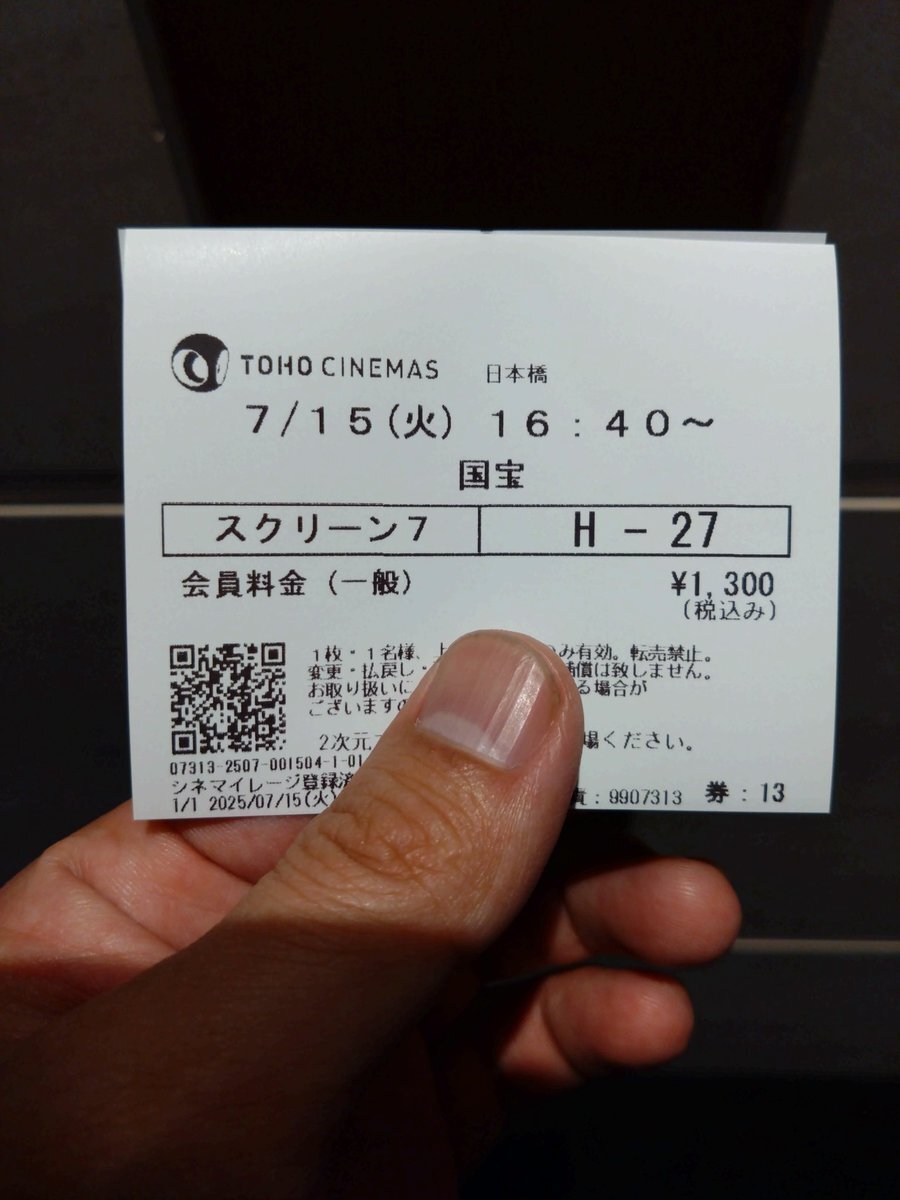 TOHO CINEMAS 日本橋
7/15(火) 16:40～
国宝
スクリーン7 H - 27
会員料金 (一般) ¥1,300
(税込み)
1枚・1名様、上 のみ有効。転売禁止。
変更・払戻し・ 補償は致しません。
お取り扱いに る場合が
ございますの
2次元 場ください。
07313-2507-001504-1-01
シネマイレージ登録済
1/1 2025/07/15(火) : 9907313 券 : 13